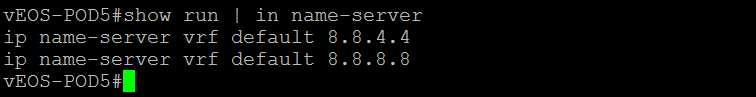 vEOS-POD5#show run | in name-server
ip name-server vrf default 8.8.4.4
ip name-server vrf default 8.8.8.8
vEOS-POD5#